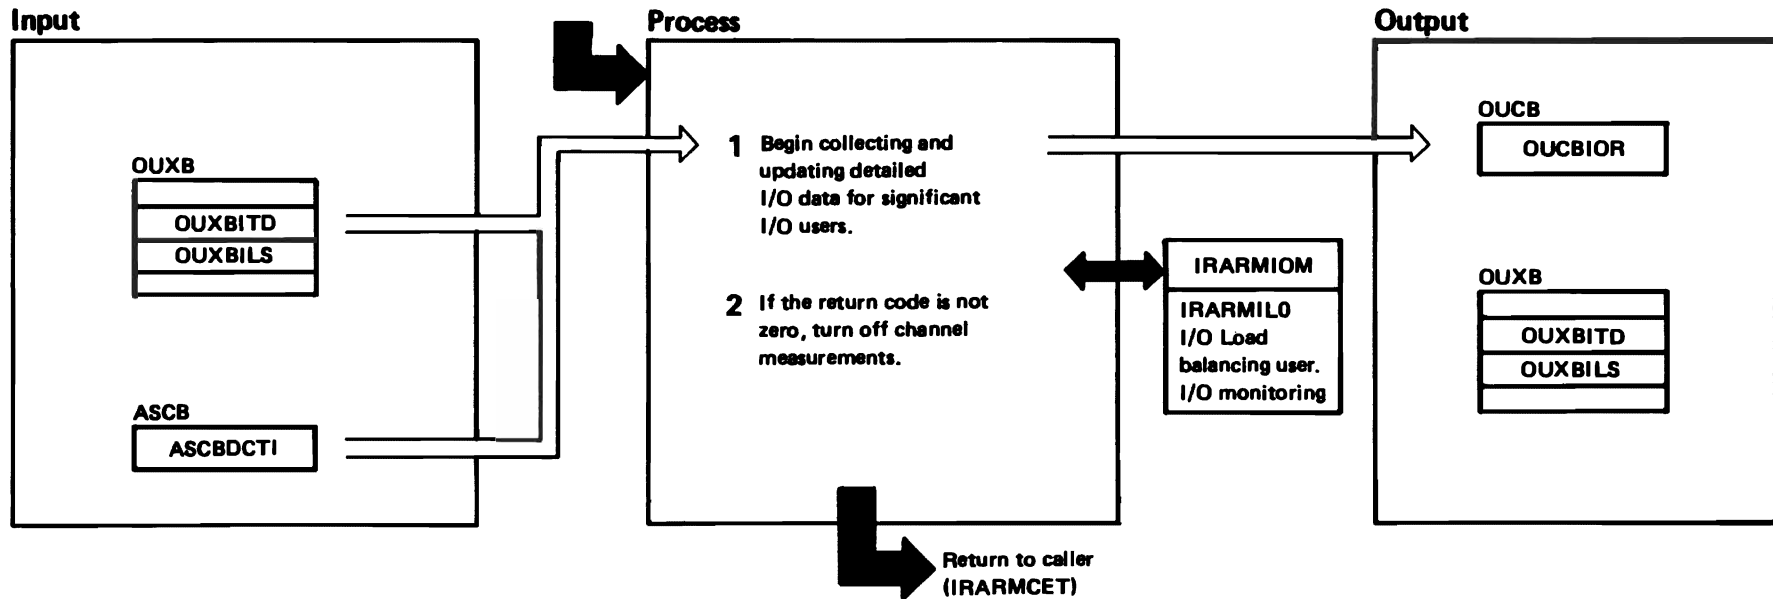 Input
OUXB
OUXBITD
OUXBILS
ASCB
ASCBDCTI
Process
1 Begin collecting and
updating detailed
I/O data for significant
I/O users.
2 If the return code is not
zero, turn off channel
measurements.
IRARMIOM
IRARMIL0
I/O Load
balancing user.
I/O monitoring
Return to caller
(IRARMCET)
Output
OUCB
OUCBIOR
OUXB
OUXBITD
OUXBILS